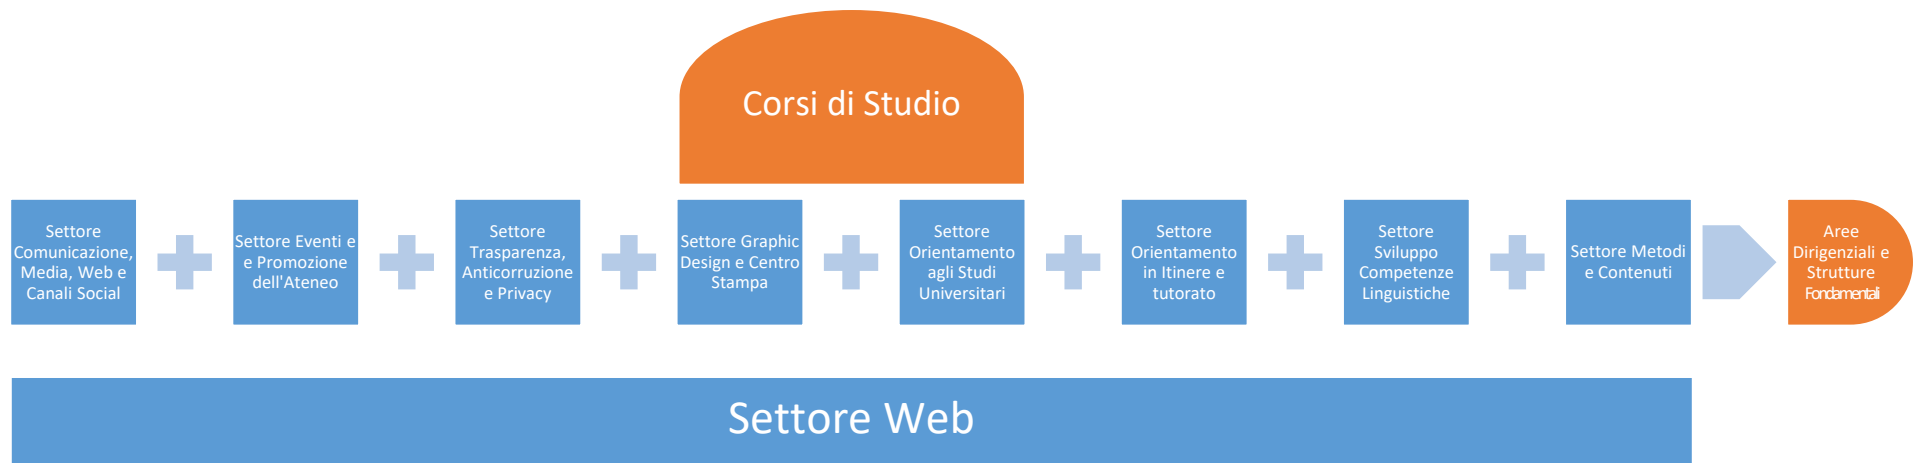 Corsi di Studio
Settore
Comunicazione,
Media, Web e
Canali Social
Settore Eventi e
e Promozione
dell'Ateneo
Settore
Trasparenza,
Anticorruzione
e Privacy
Settore Graphic
Design e Centro
Stampa
Settore
Orientamento
agli Studi
Universitari
Settore
Orientamento
in Itinere e
tutorato
Settore
Sviluppo
Competenze
Linguistiche
Settore Metodi
e Contenuti
Aree
Dirigenziali e
Strutture
Fondamentali
Settore Web